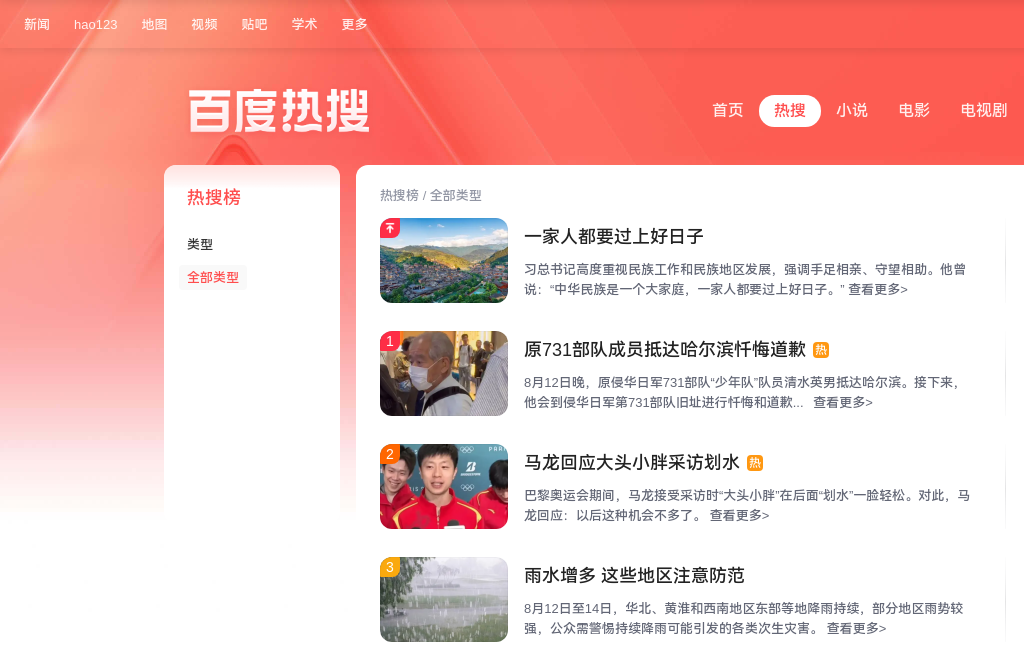 新闻 hao123 地图 视频 贴吧 学术 更多
百度热搜
首页 热搜 小说 电影 电视剧
热搜榜
类型
全部类型
热搜榜 / 全部类型
一家人都要过上好日子
习总书记高度重视民族工作和民族地区发展，强调手足相亲、守望相助。他曾
说：“中华民族是一个大家庭，一家人都要过上好日子。” 查看更多>
1
原731部队成员抵达哈尔滨忏悔道歉 热
8月12日晚，原侵华日军731部队“少年队”队员清水英男抵达哈尔滨。接下来，
他会到侵华日军第731部队旧址进行忏悔和道歉... 查看更多>
2
马龙回应大头小胖采访划水 热
巴黎奥运会期间，马龙接受采访时“大头小胖”在后面“划水”一脸轻松。对此，马
龙回应：以后这种机会不多了。 查看更多>
3
雨水增多 这些地区注意防范
8月12日至14日，华北、黄淮和西南地区东部等地降雨持续，部分地区雨势较
强，公众需警惕持续降雨可能引发的各类次生灾害。 查看更多>